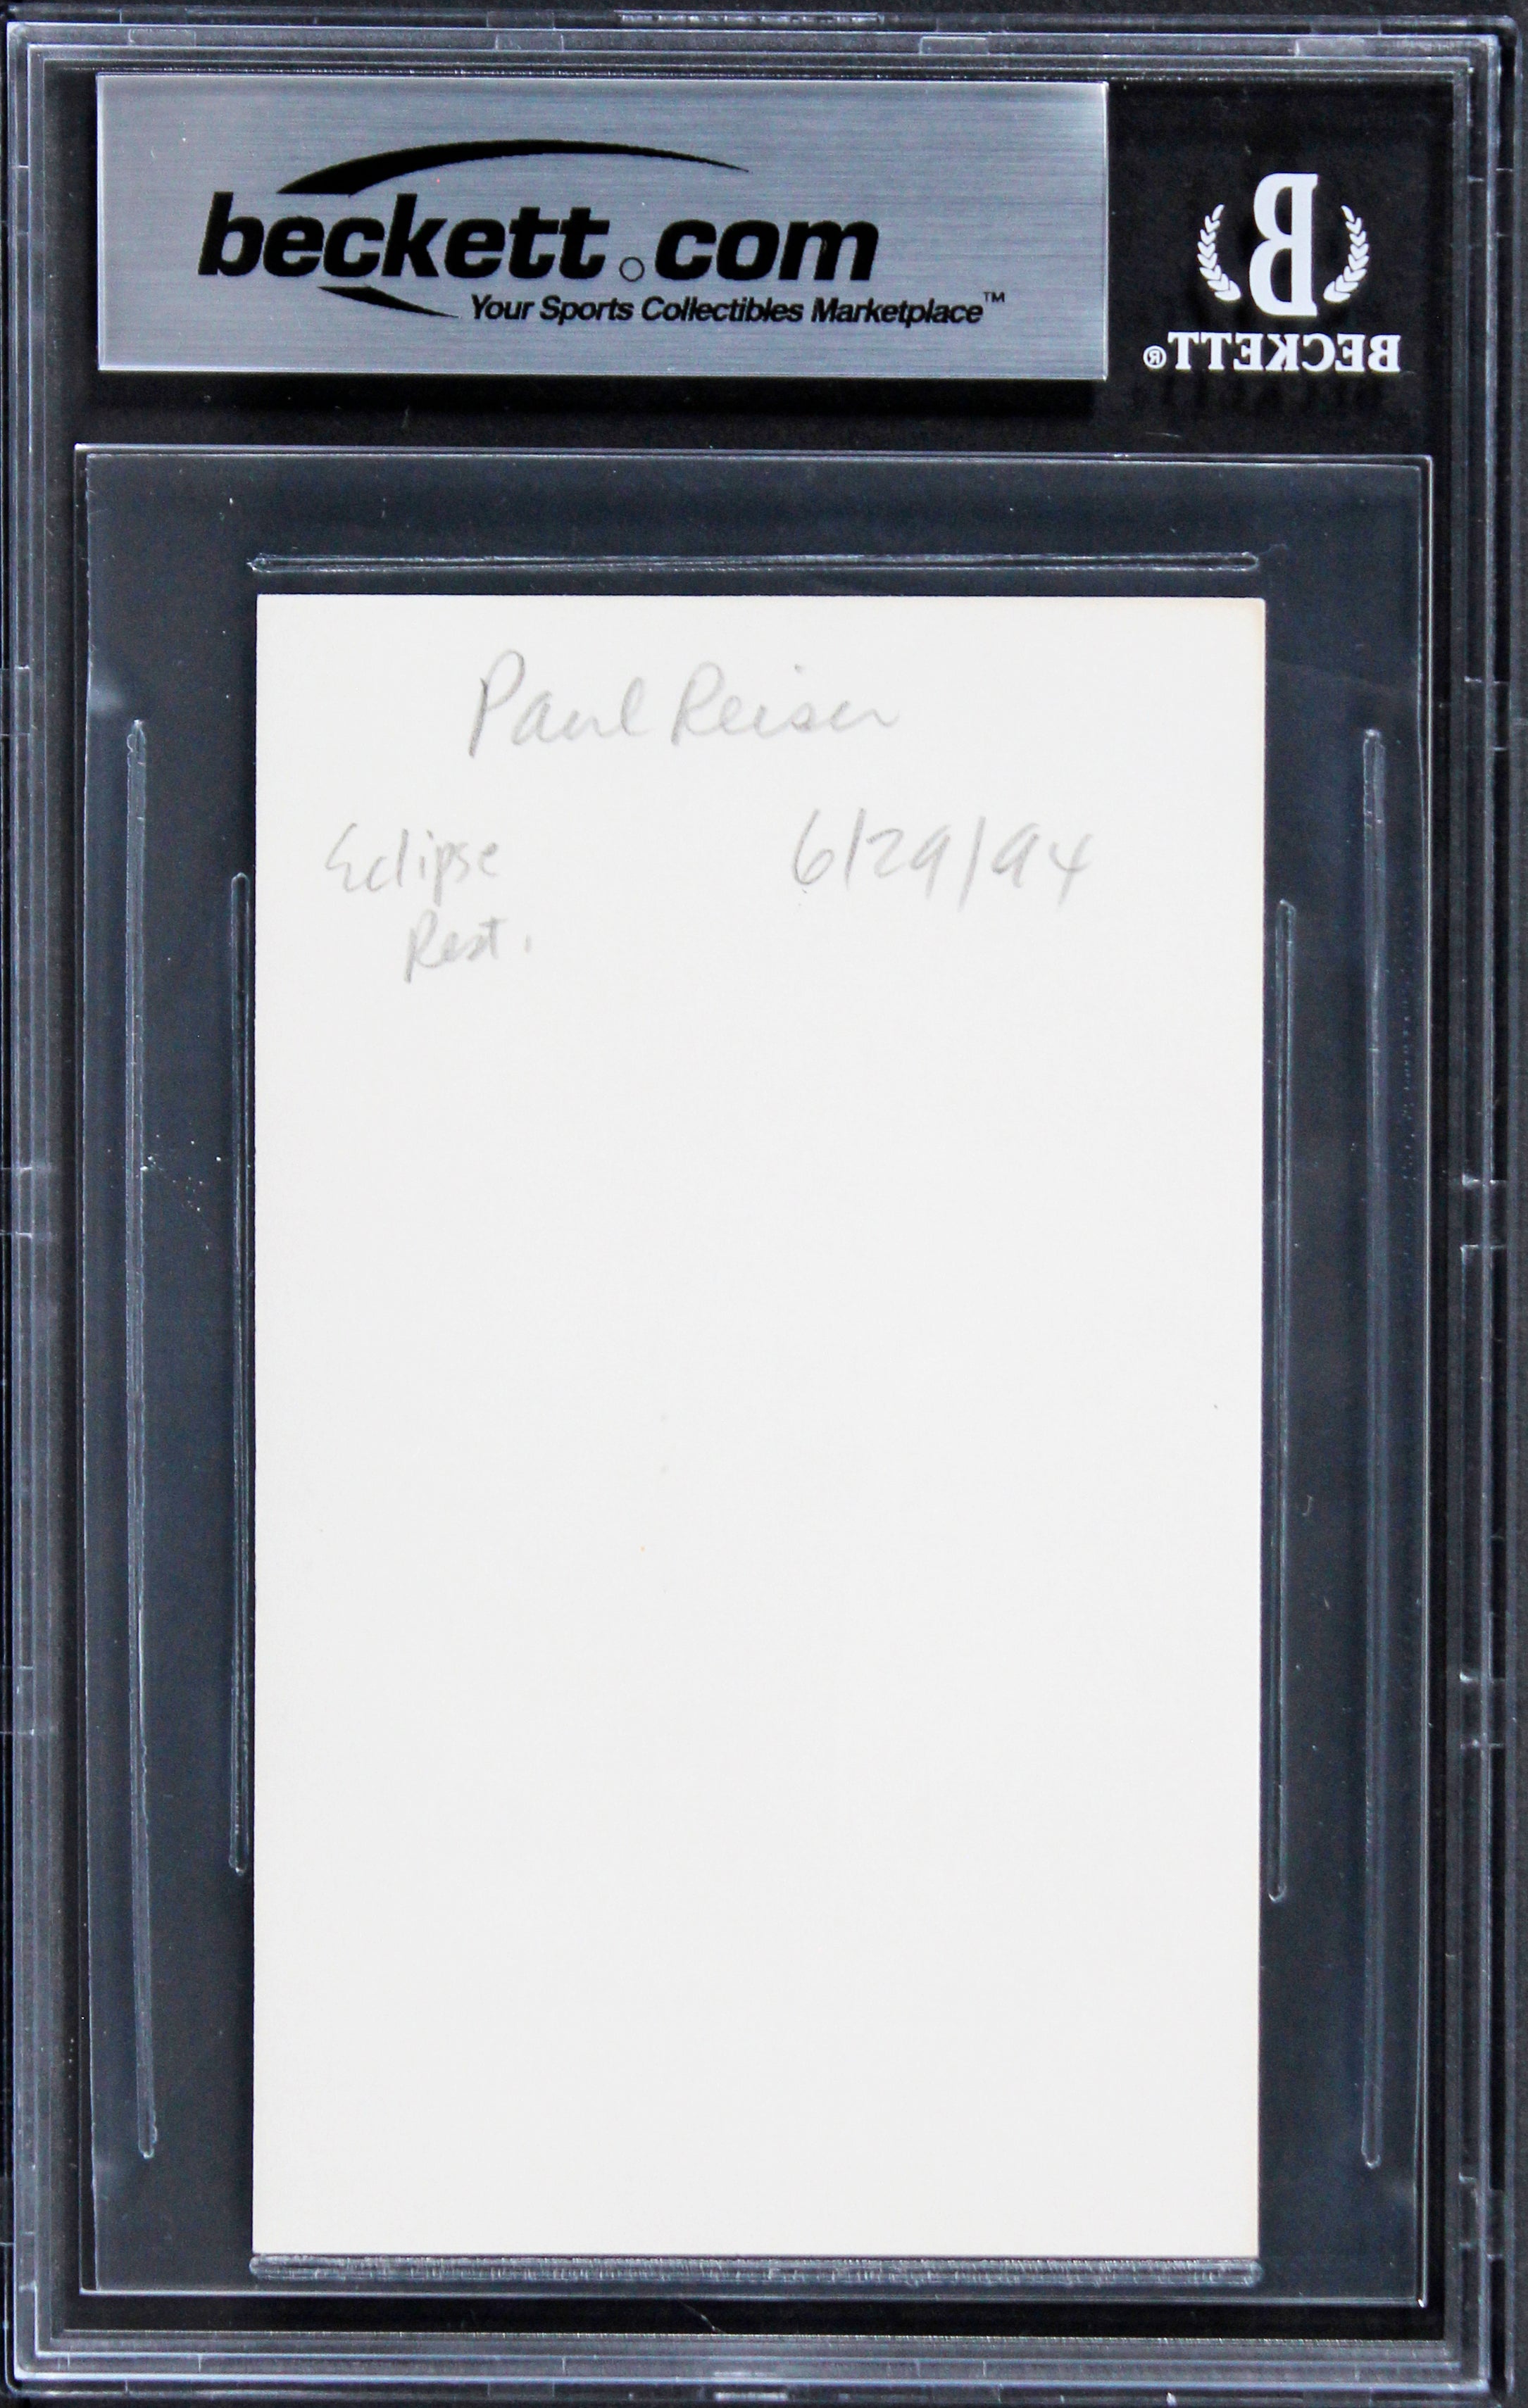 beckett.com
Your Sports Collectibles Marketplace™
B
BECKETT®
Paul Reiser
Eclipse 6/29/94
Rest.